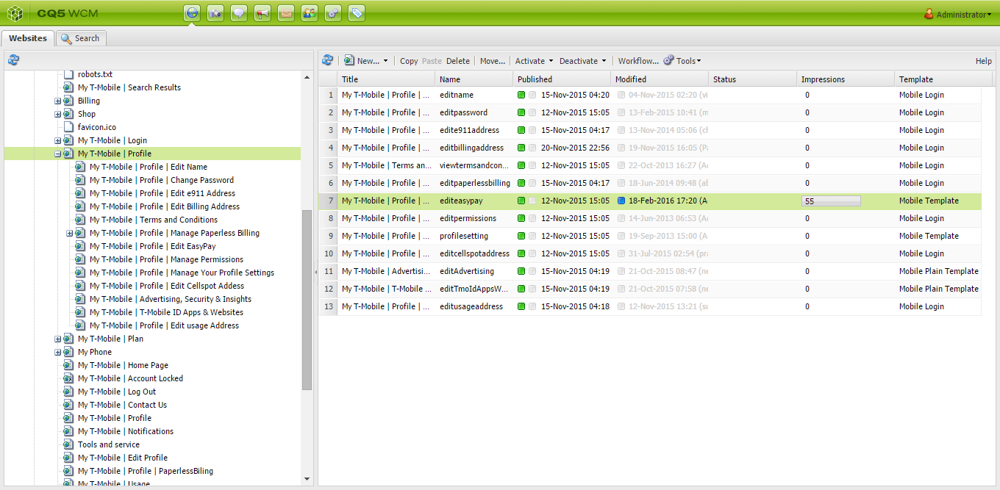 CQ5 WCM
Administrator
Websites
Search
robots.txt
My T-Mobile | Search Results
Billing
Shop
favicon.ico
My T-Mobile | Login
My T-Mobile | Profile
My T-Mobile | Profile | Edit Name
My T-Mobile | Profile | Change Password
My T-Mobile | Profile | Edit e911 Address
My T-Mobile | Profile | Edit Billing Address
My T-Mobile | Terms and Conditions
My T-Mobile | Profile | Manage Paperless Billing
My T-Mobile | Profile | Edit EasyPay
My T-Mobile | Profile | Manage Permissions
My T-Mobile | Profile | Manage Your Profile Settings
My T-Mobile | Profile | Edit Cellspot Addess
My T-Mobile | Advertising, Security & Insights
My T-Mobile | T-Mobile ID Apps & Websites
My T-Mobile | Profile | Edit usage Address
My T-Mobile | Plan
My Phone
My T-Mobile | Home Page
My T-Mobile | Account Locked
My T-Mobile | Log Out
My T-Mobile | Contact Us
My T-Mobile | Profile
My T-Mobile | Notifications
Tools and service
My T-Mobile | Edit Profile
My T-Mobile | Profile | PaperlessBiling
My T-Mobile | Usage
New... Copy Paste Delete Move... Activate Deactivate Workflow... Tools Help
Title Name Published Modified Status Impressions Template
1 My T-Mobile | Profile | ... editname 15-Nov-2015 04:20 04-Nov-2015 02:20 (vi 0 Mobile Login
2 My T-Mobile | Profile | ... editpassword 12-Nov-2015 15:05 13-Feb-2015 10:41 (m 0 Mobile Login
3 My T-Mobile | Profile | ... edite911address 15-Nov-2015 04:17 13-Nov-2014 05:06 (ch 0 Mobile Login
4 My T-Mobile | Profile | ... editbillingaddress 20-Nov-2015 22:56 19-Nov-2015 16:05 (Pa 0 Mobile Login
5 My T-Mobile | Terms an... viewtermsandcon... 12-Nov-2015 15:05 22-Oct-2013 16:27 (Ad 0 Mobile Login
6 My T-Mobile | Profile | ... editpaperlessbilling 15-Nov-2015 04:17 18-Jun-2014 09:48 (ab 0 Mobile Login
7 My T-Mobile | Profile | ... editeasypay 12-Nov-2015 15:05 18-Feb-2016 17:20 (A 55 Mobile Template
8 My T-Mobile | Profile | ... editpermissions 12-Nov-2015 15:05 14-Jun-2013 06:53 (Ad 0 Mobile Login
9 My T-Mobile | Profile | ... profilesetting 12-Nov-2015 15:05 19-Sep-2013 15:00 (A 0 Mobile Template
10 My T-Mobile | Profile | ... editcellspotaddress 12-Nov-2015 15:05 31-Jul-2015 02:54 (pra 0 Mobile Login
11 My T-Mobile | Advertisi... editAdvertising 15-Nov-2015 04:19 21-Oct-2015 08:47 (ne 0 Mobile Plain Template
12 My T-Mobile | T-Mobile ... editTmoIdAppsW... 15-Nov-2015 04:19 21-Oct-2015 07:58 (ne 0 Mobile Plain Template
13 My T-Mobile | Profile | ... editusageaddress 15-Nov-2015 04:18 12-Nov-2015 13:21 (su 0 Mobile Login